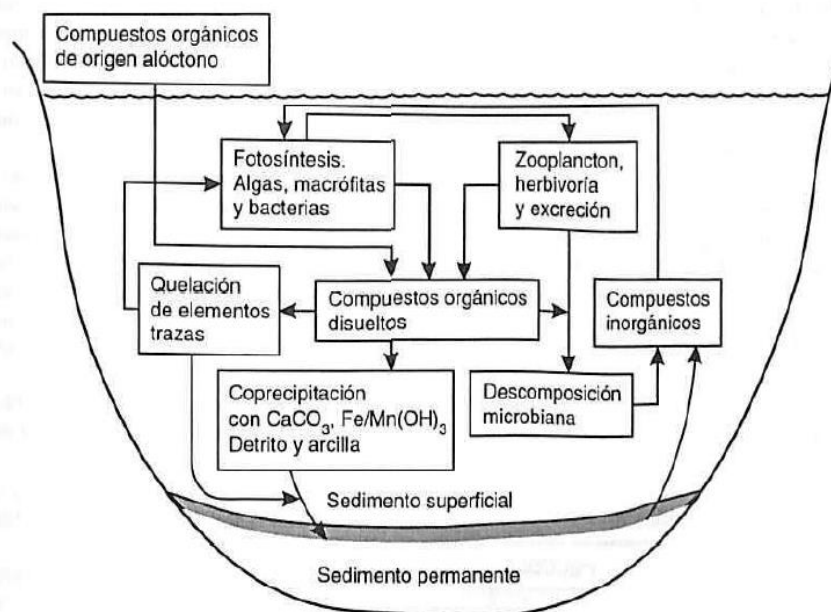 Compuestos orgánicos
de origen alóctono
Fotosíntesis.
Algas, macrófitas
y bacterias
Zooplancton,
herbivoría
y excreción
Quelación
de elementos
trazas
Compuestos orgánicos
disueltos
Compuestos
inorgánicos
Coprecipitación
con CaCO₃, Fe/Mn(OH)₃
Detrito y arcilla
Descomposición
microbiana
Sedimento superficial
Sedimento permanente